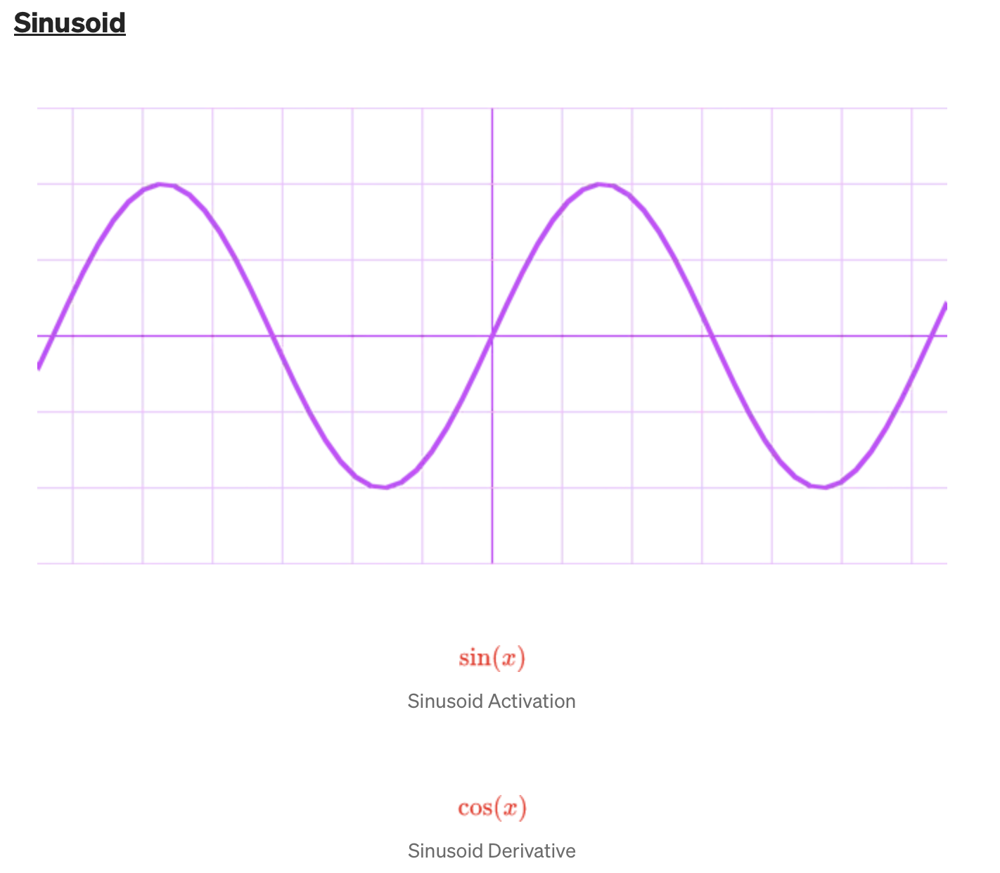 Sinusoid
sin(x)
Sinusoid Activation
cos(x)
Sinusoid Derivative